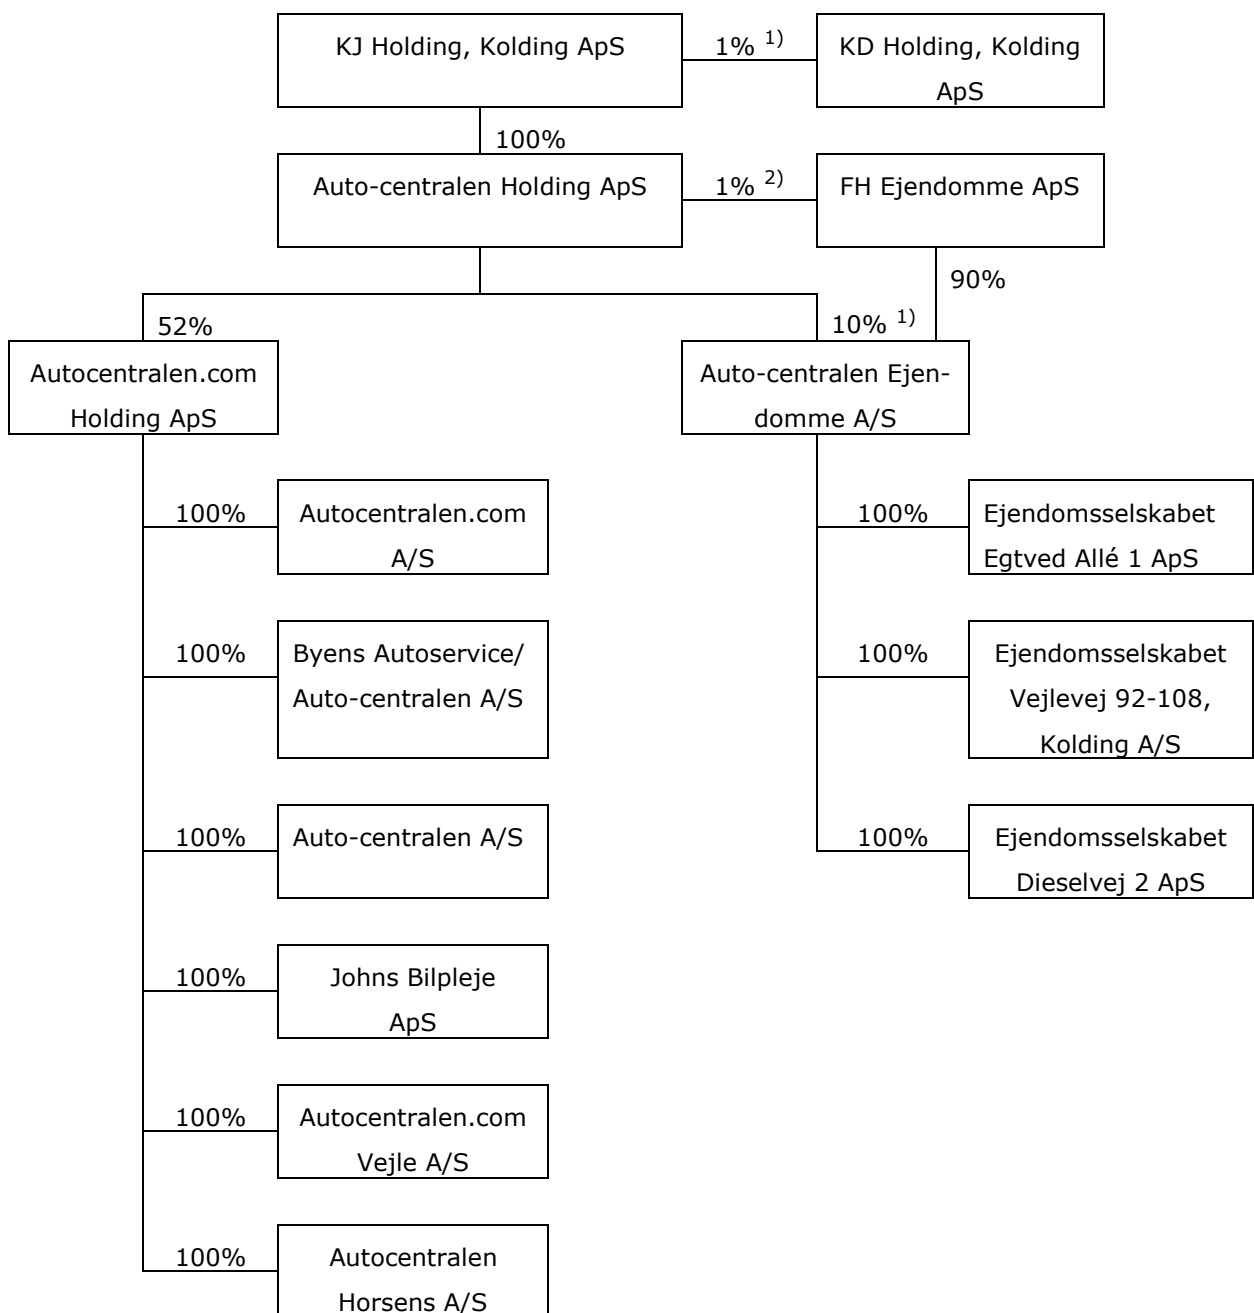 KJ Holding, Kolding ApS
1% 1)
KD Holding, Kolding
ApS
100%
Auto-centralen Holding ApS
1% 2)
FH Ejendomme ApS
90%
52%
10% 1)
Autocentralen.com
Holding ApS
Auto-centralen Ejen-
domme A/S
100%
Autocentralen.com
A/S
100%
Ejendomsselskabet
Egtved Allé 1 ApS
100%
Byens Autoservice/
Auto-centralen A/S
100%
Ejendomsselskabet
Vejlevej 92-108,
Kolding A/S
100%
Auto-centralen A/S
100%
Ejendomsselskabet
Dieselvej 2 ApS
100%
Johns Bilpleje
ApS
100%
Autocentralen.com
Vejle A/S
100%
Autocentralen
Horsens A/S